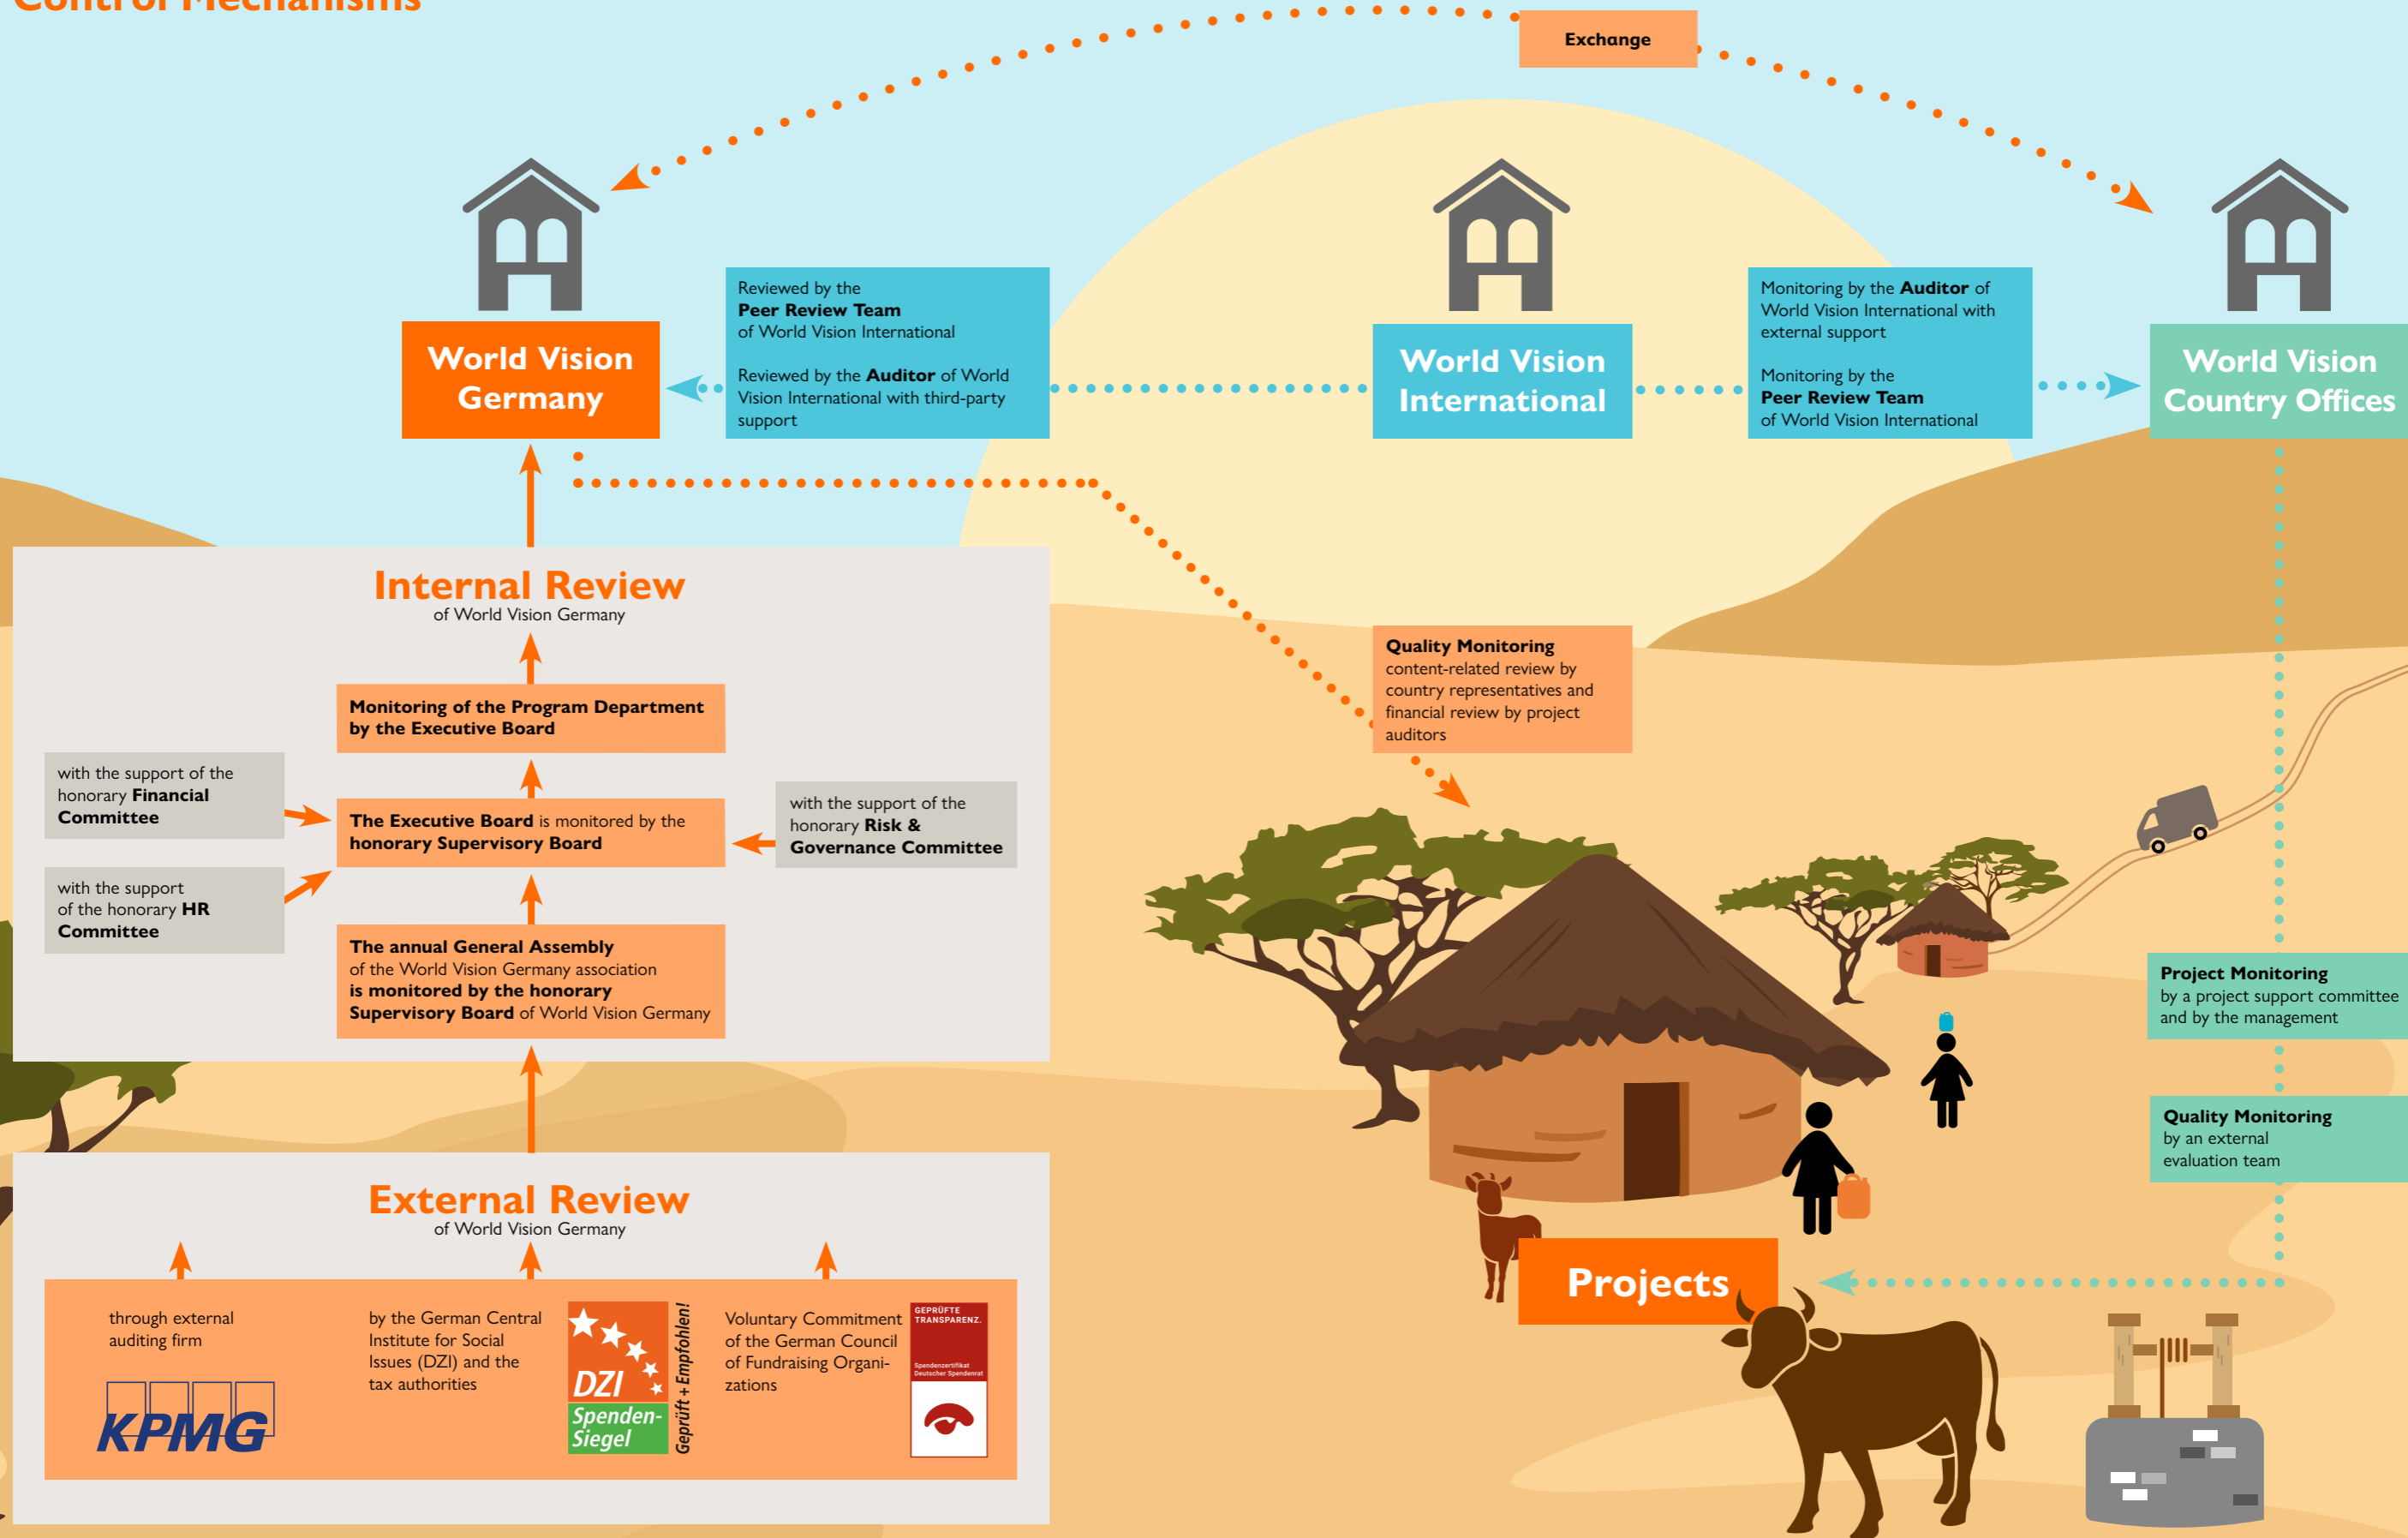 Control Mechanisms
Exchange
World Vision
Germany
Reviewed by the
Peer Review Team
of World Vision International
Reviewed by the Auditor of World
Vision International with third-party
support
World Vision
International
Monitoring by the Auditor of
World Vision International with
external support
Monitoring by the
Peer Review Team
of World Vision International
World Vision
Country Offices
Internal Review
of World Vision Germany
Monitoring of the Program Department
by the Executive Board
with the support of the
honorary Financial
Committee
The Executive Board is monitored by the
honorary Supervisory Board
with the support of the
honorary Risk &
Governance Committee
with the support
of the honorary HR
Committee
The annual General Assembly
of the World Vision Germany association
is monitored by the honorary
Supervisory Board of World Vision Germany
Quality Monitoring
content-related review by
country representatives and
financial review by project
auditors
Project Monitoring
by a project support committee
and by the management
Quality Monitoring
by an external
evaluation team
Projects
External Review
of World Vision Germany
through external
auditing firm
KPMG
by the German Central
Institute for Social
Issues (DZI) and the
tax authorities
DZI
Spenden-
Siegel
Geprüft + Empfohlen!
Voluntary Commitment
of the German Council
of Fundraising Organi-
zations
GEPRÜFTE
TRANSPARENZ.
Spendenzertifikat
Deutscher Spendenrat